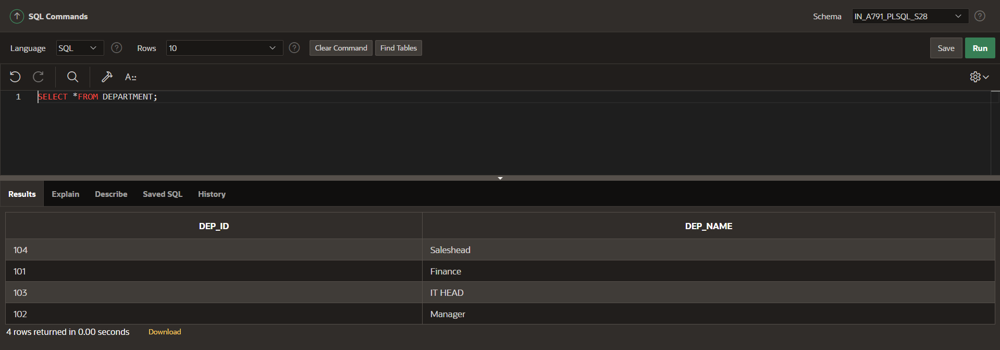 SQL Commands Schema IN_A791_PLSQL_S28 ?
Language SQL ? Rows 10 ? Clear Command Find Tables Save Run
A::
1 SELECT *FROM DEPARTMENT;
Results Explain Describe Saved SQL History
DEP_ID DEP_NAME
104 Saleshead
101 Finance
103 IT HEAD
102 Manager
4 rows returned in 0.00 seconds Download